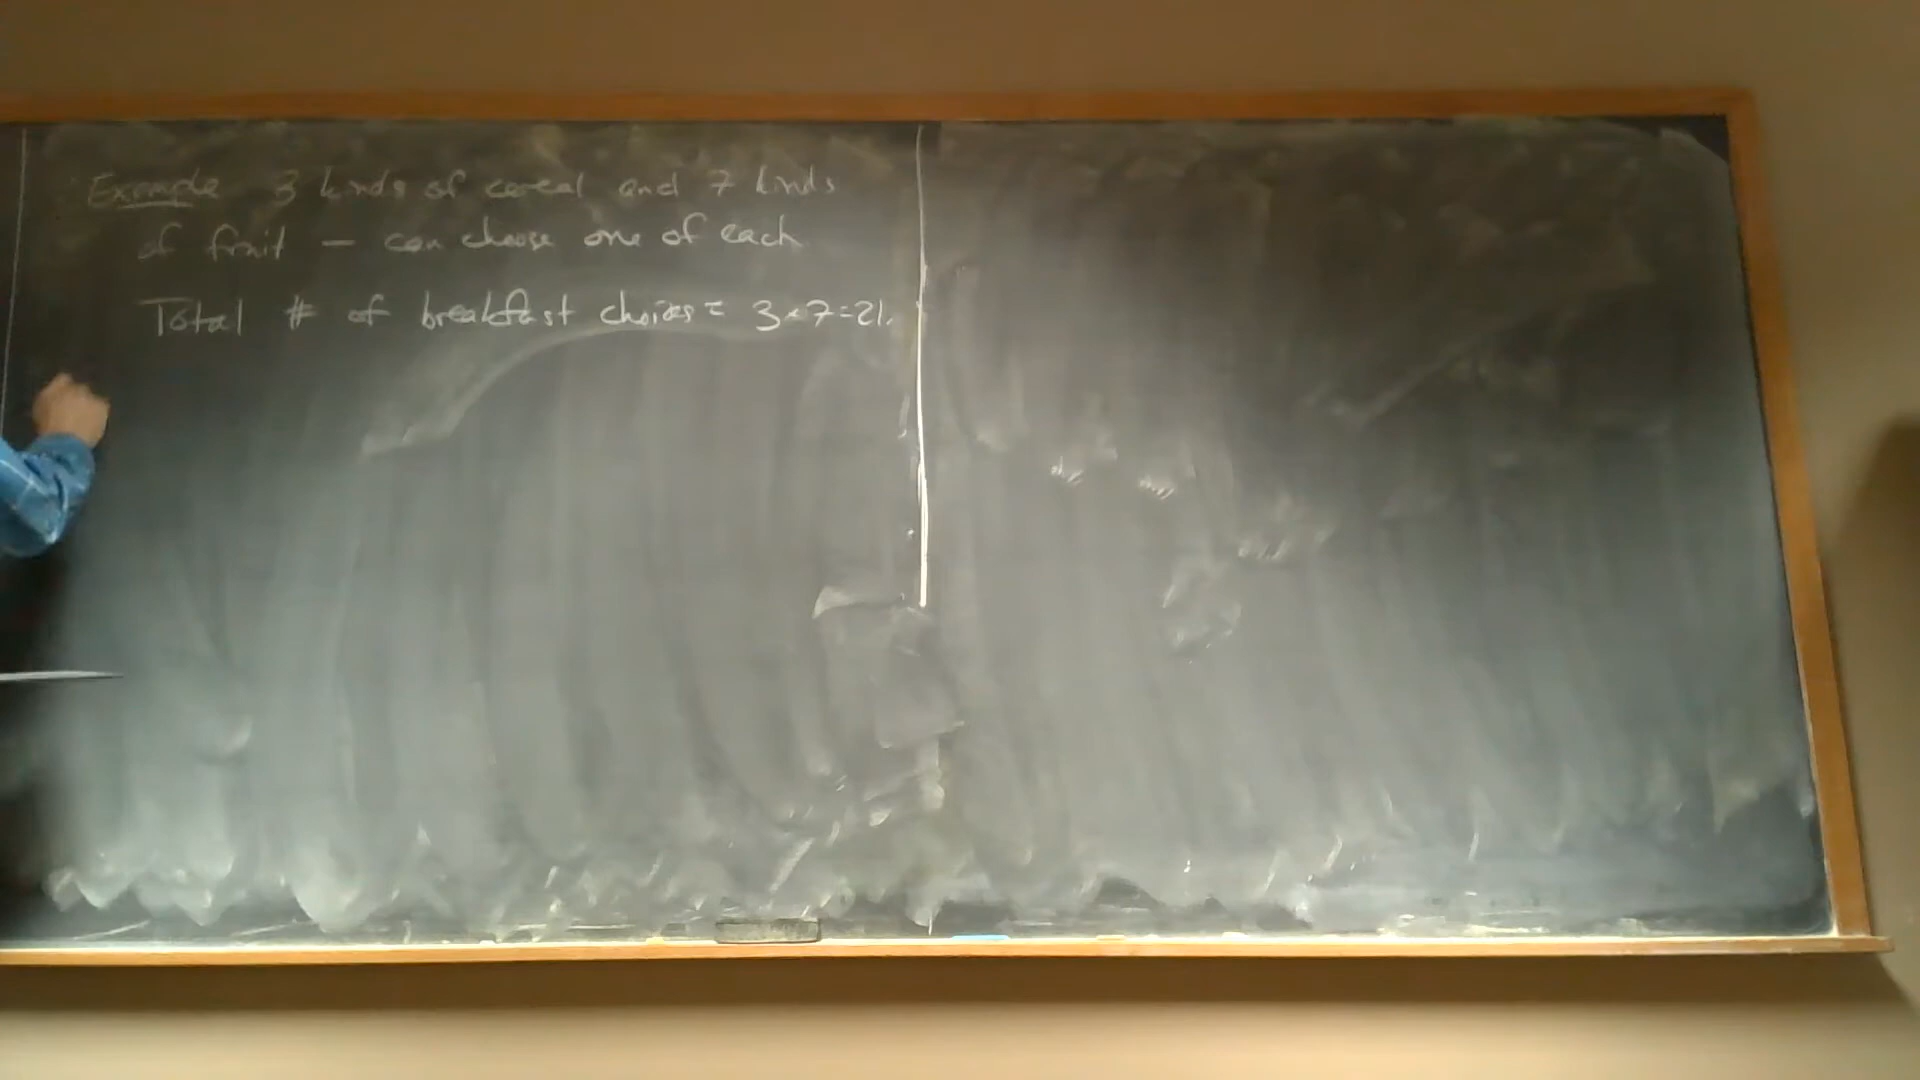 Example 3 kinds of cereal and 7 kinds
of fruit — can choose one of each
Total # of breakfast choices = 3×7=21.